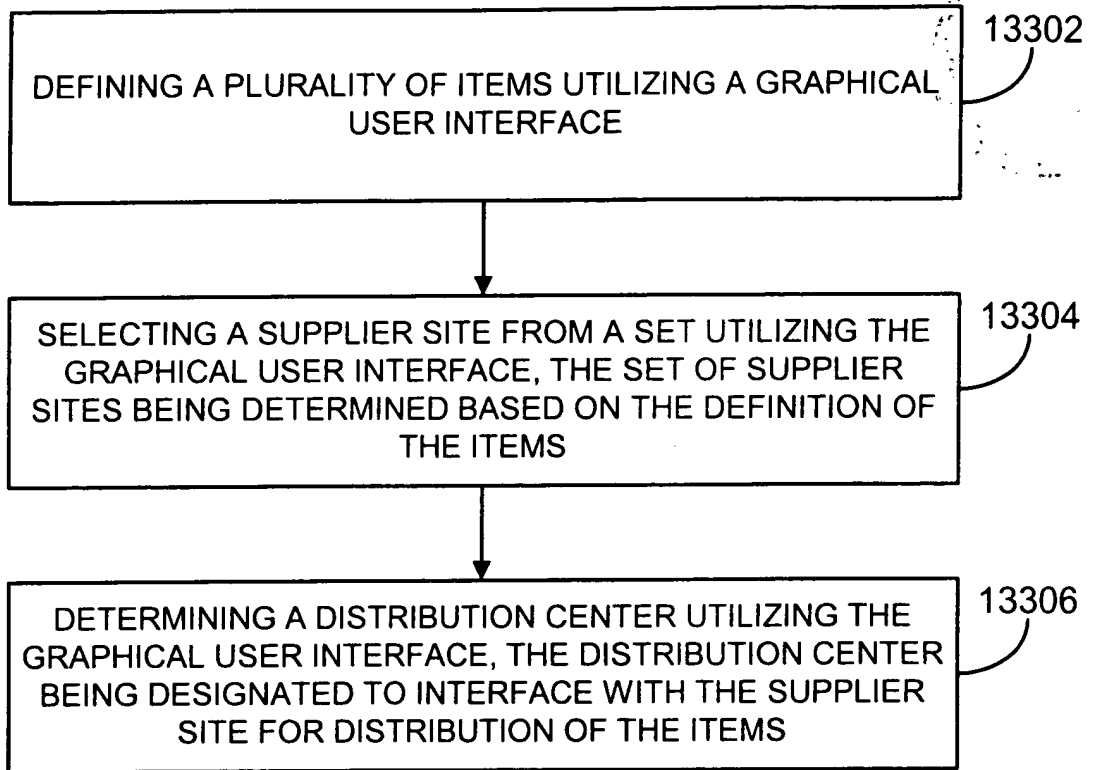 13302
DEFINING A PLURALITY OF ITEMS UTILIZING A GRAPHICAL
USER INTERFACE
13304
SELECTING A SUPPLIER SITE FROM A SET UTILIZING THE
GRAPHICAL USER INTERFACE, THE SET OF SUPPLIER
SITES BEING DETERMINED BASED ON THE DEFINITION OF
THE ITEMS
13306
DETERMINING A DISTRIBUTION CENTER UTILIZING THE
GRAPHICAL USER INTERFACE, THE DISTRIBUTION CENTER
BEING DESIGNATED TO INTERFACE WITH THE SUPPLIER
SITE FOR DISTRIBUTION OF THE ITEMS